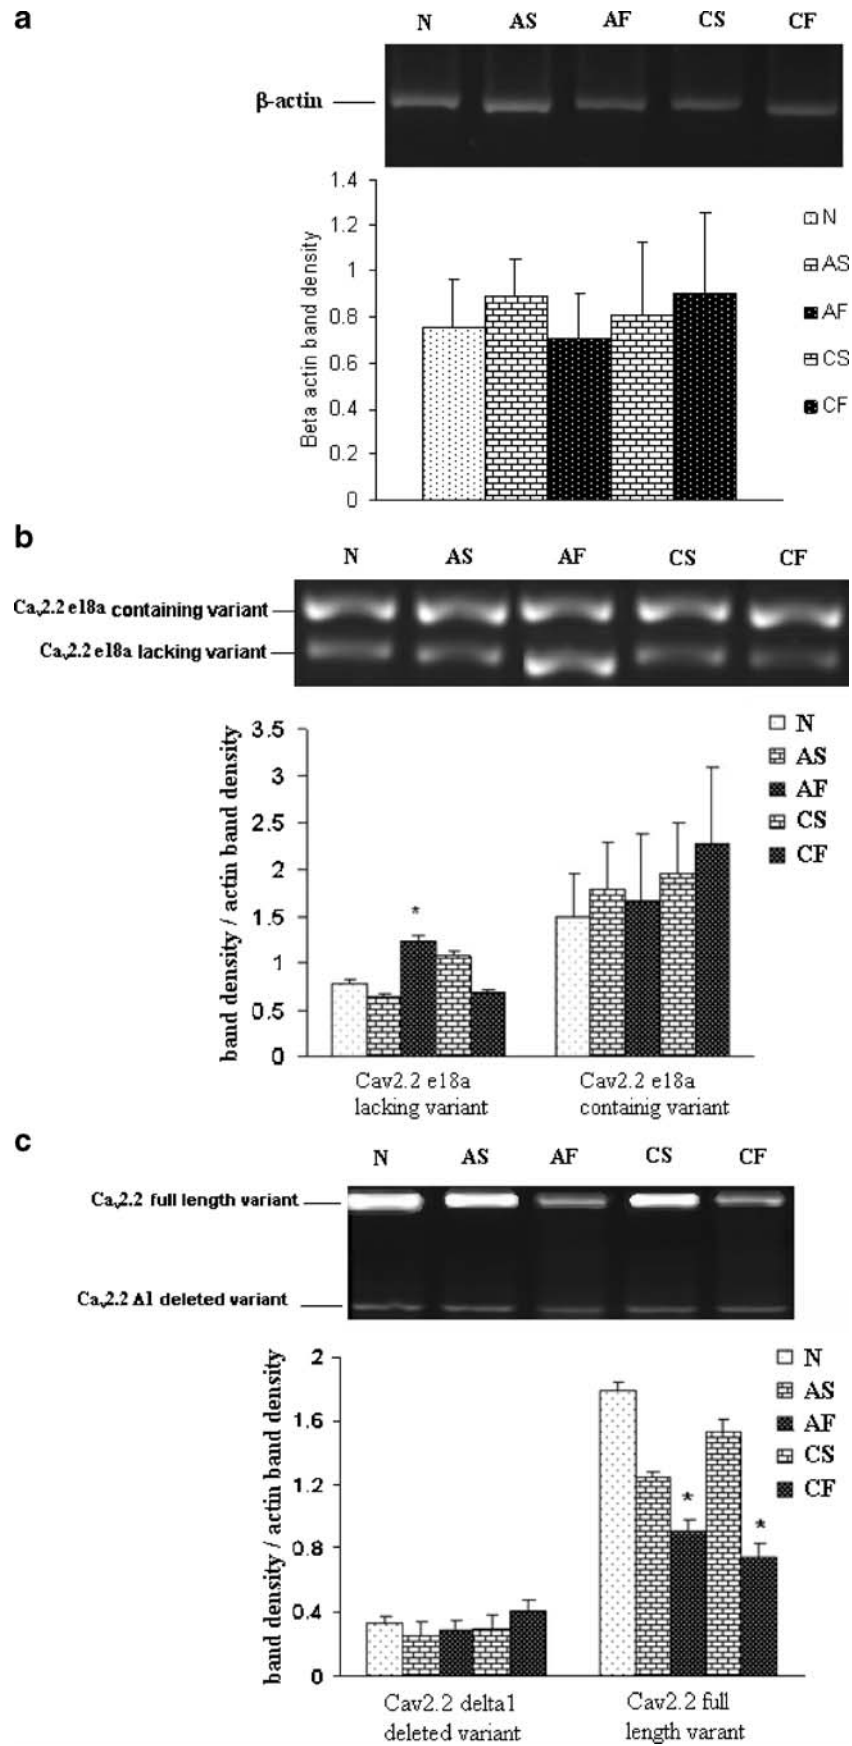 a
N AS AF CS CF
β-actin
1.4
1.2
1
0.8
0.6
0.4
0.2
0
Beta actin band density
N
AS
AF
CS
CF
b
N AS AF CS CF
Cav2.2 e18a containing variant
Cav2.2 e18a lacking variant
3.5
3
2.5
2
1.5
1
0.5
0
band density / actin band density
*
N
AS
AF
CS
CF
Cav2.2 e18a
lacking variant
Cav2.2 e18a
containig variant
c
N AS AF CS CF
Cav2.2 full length variant
Cav2.2 Δ1 deleted variant
2
1.6
1.2
0.8
0.4
0
band density / actin band density
*
*
N
AS
AF
CS
CF
Cav2.2 delta1
deleted variant
Cav2.2 full
length varant